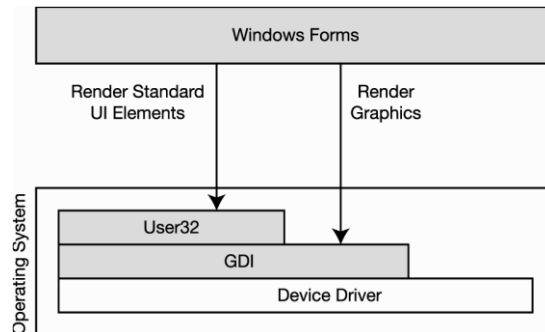 Windows Forms
Render Standard
UI Elements
Render
Graphics
Operating System
User32
GDI
Device Driver